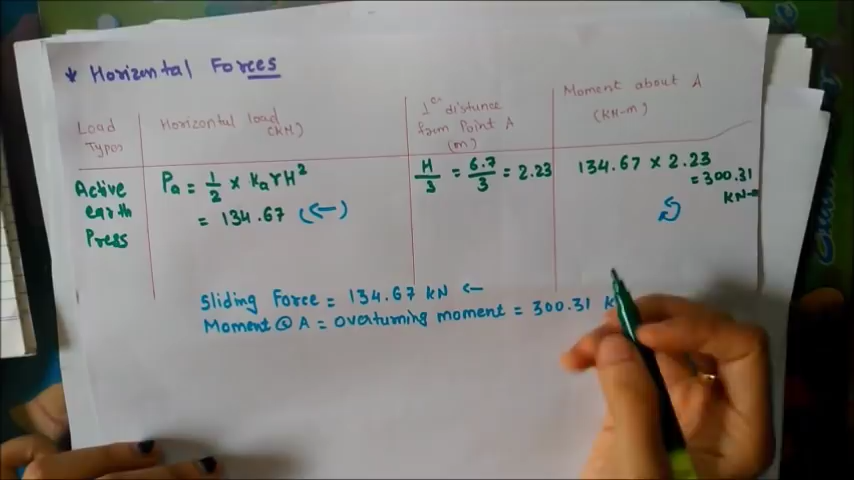 * Horizontal Forces
Load Types
Horizontal load (KN)
Ler distance from Point A (m)
Moment about A (KN-m)
Active earth Press
Pa = 1/2 × KaγH²
= 134.67 (←)
H/3 = 6.7/3 = 2.23
134.67 × 2.23
= 300.31
KN-m
Sliding Force = 134.67 KN ←
Moment @ A = overturning moment = 300.31 K